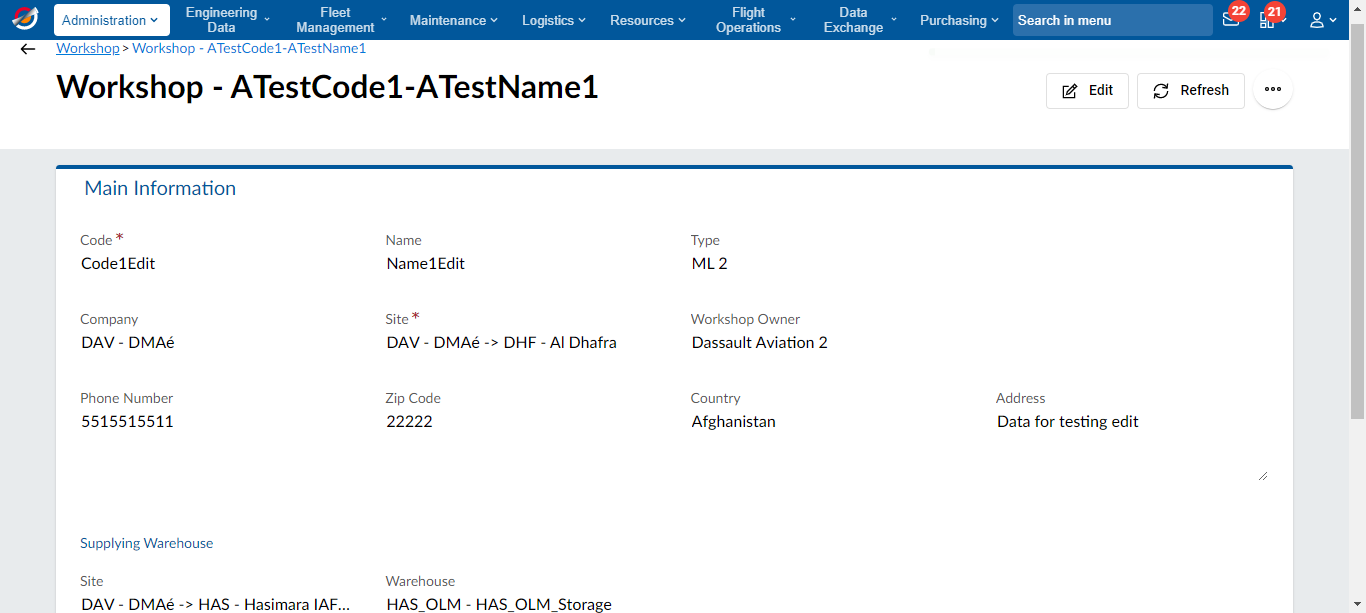 Administration
Engineering Data
Fleet Management
Maintenance
Logistics
Resources
Flight Operations
Data Exchange
Purchasing
Search in menu
22
21
Workshop > Workshop - ATestCode1-ATestName1
Workshop - ATestCode1-ATestName1
Edit
Refresh
Main Information
Code * Name Type
Code1Edit Name1Edit ML 2
Company Site * Workshop Owner
DAV - DMAé DAV - DMAé -> DHF - Al Dhafra Dassault Aviation 2
Phone Number Zip Code Country Address
5515515511 22222 Afghanistan Data for testing edit
Supplying Warehouse
Site Warehouse
DAV - DMAé -> HAS - Hasimara IAF... HAS_OLM - HAS_OLM_Storage